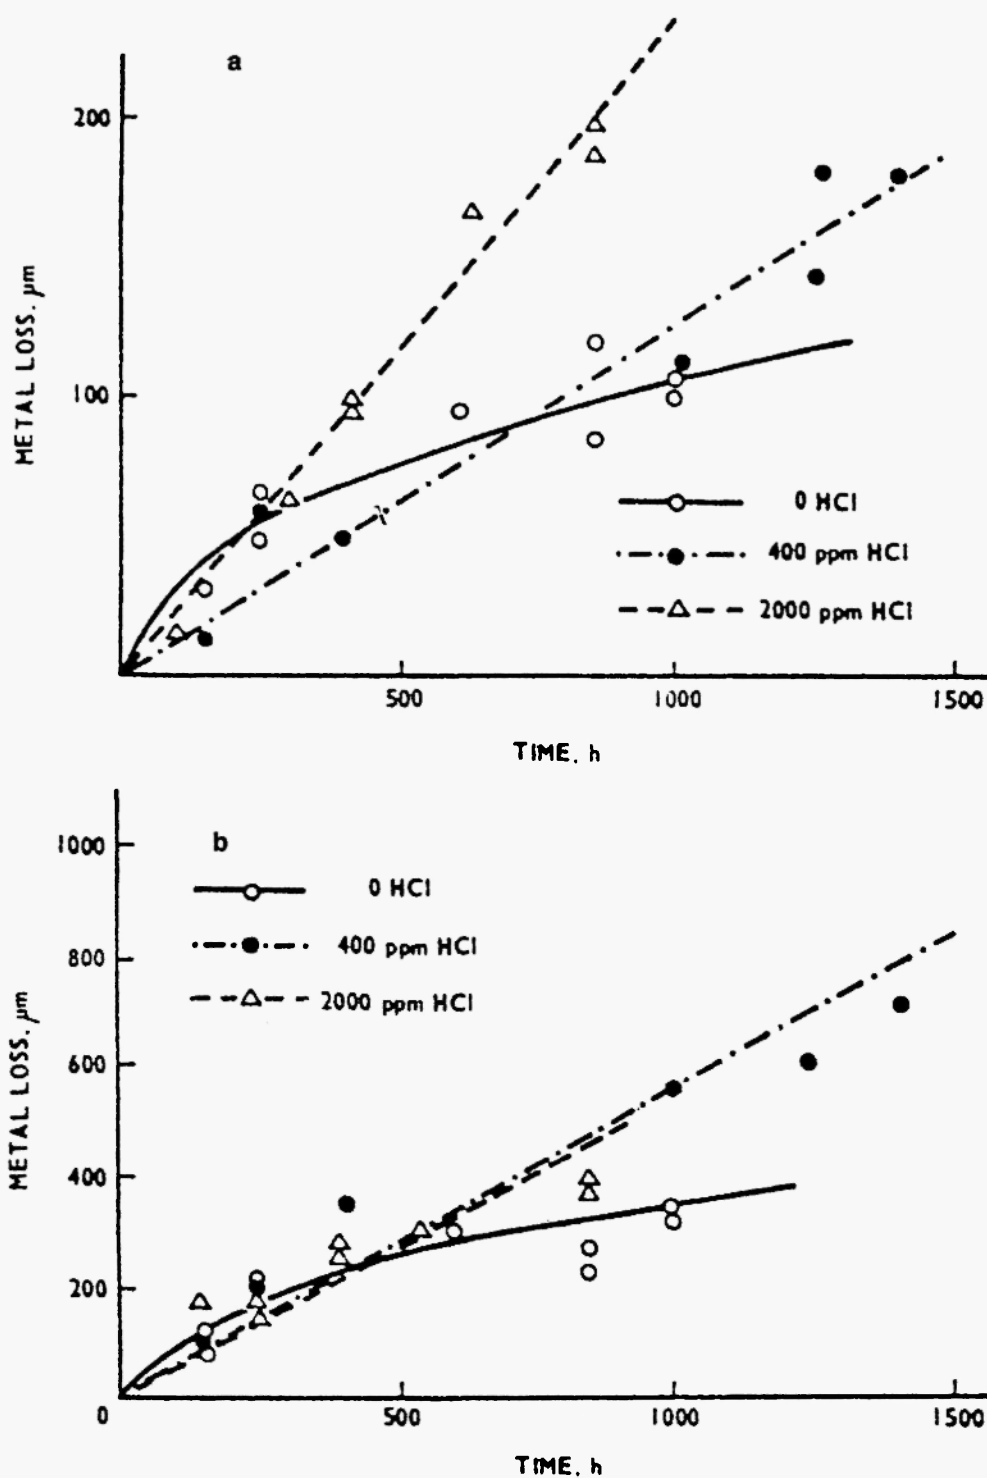 a
200
100
METAL LOSS, µm
0 HCl
400 ppm HCl
2000 ppm HCl
500
1000
1500
TIME, h
b
1000
800
600
400
200
0
METAL LOSS, µm
0 HCl
400 ppm HCl
2000 ppm HCl
500
1000
1500
TIME, h